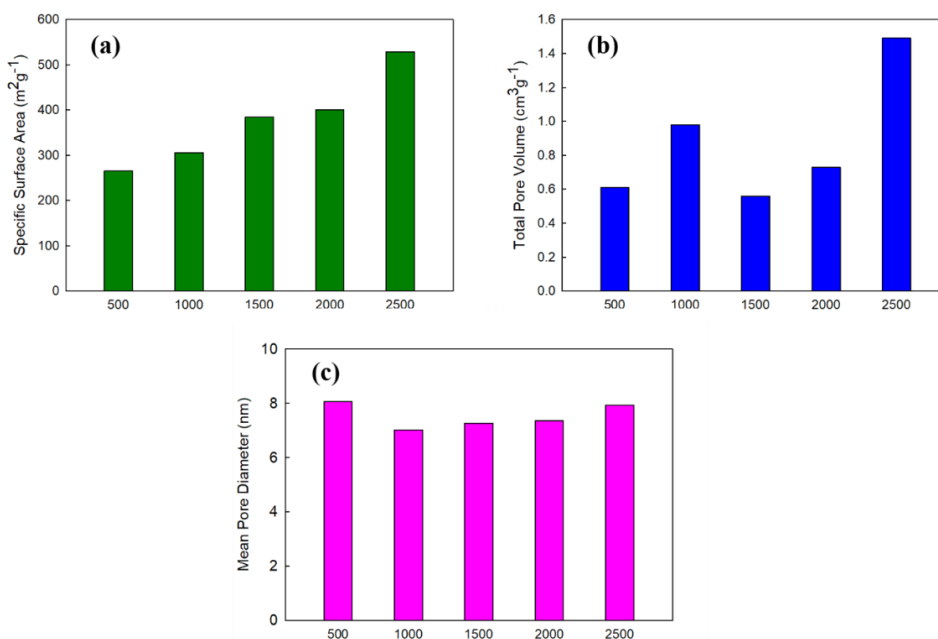 (a)
Specific Surface Area (m²g⁻¹)
600
500
400
300
200
100
0
500 1000 1500 2000 2500
(b)
Total Pore Volume (cm³g⁻¹)
1.6
1.4
1.2
1.0
0.8
0.6
0.4
0.2
0.0
500 1000 1500 2000 2500
(c)
Mean Pore Diameter (nm)
10
8
6
4
2
0
500 1000 1500 2000 2500